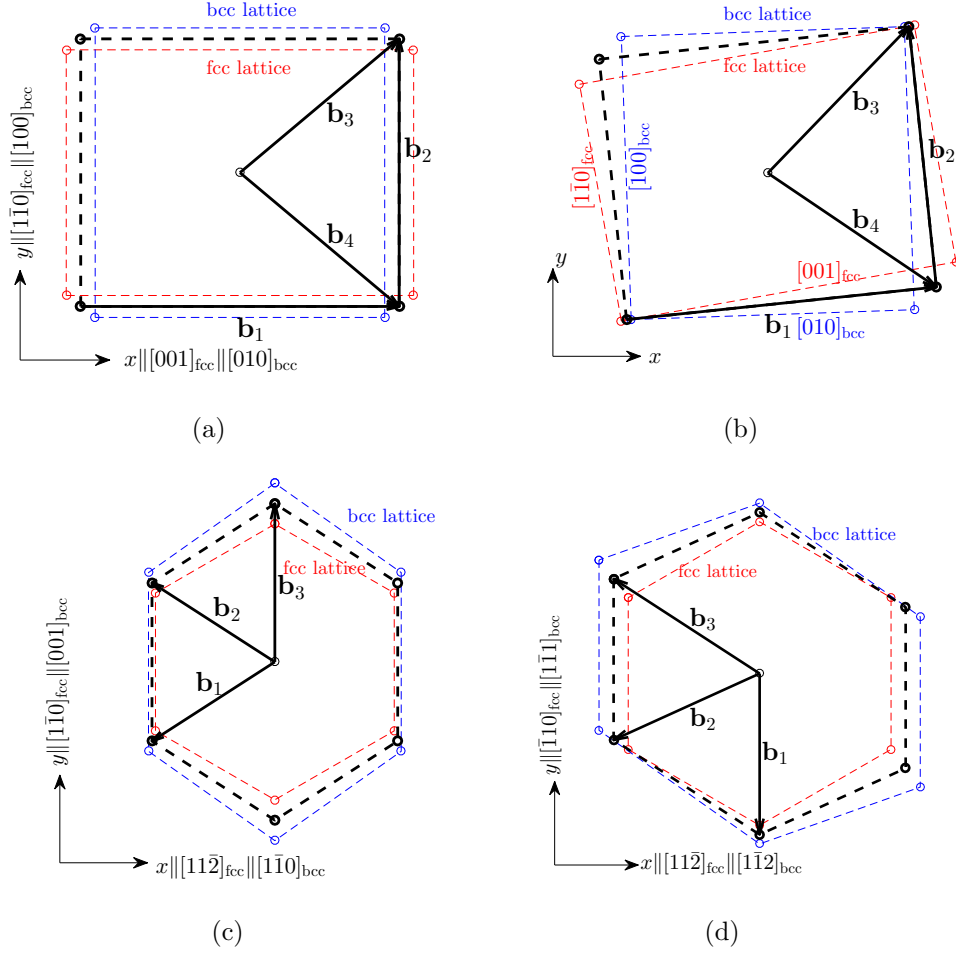 bcc lattice
fcc lattice
b₃
b₂
b₄
b₁
y∥[11̄0]fcc∥[100]bcc
x∥[001]fcc∥[010]bcc
(a)
bcc lattice
fcc lattice
b₃
b₂
b₄
[11̄0]fcc
[100]bcc
[001]fcc
b₁ [010]bcc
y
x
(b)
bcc lattice
fcc lattice
b₃
b₂
b₁
y∥[11̄0]fcc∥[001]bcc
x∥[112̄]fcc∥[11̄0]bcc
(c)
bcc lattice
fcc lattice
b₃
b₂
b₁
y∥[1̄10]fcc∥[11̄1]bcc
x∥[112̄]fcc∥[11̄2]bcc
(d)